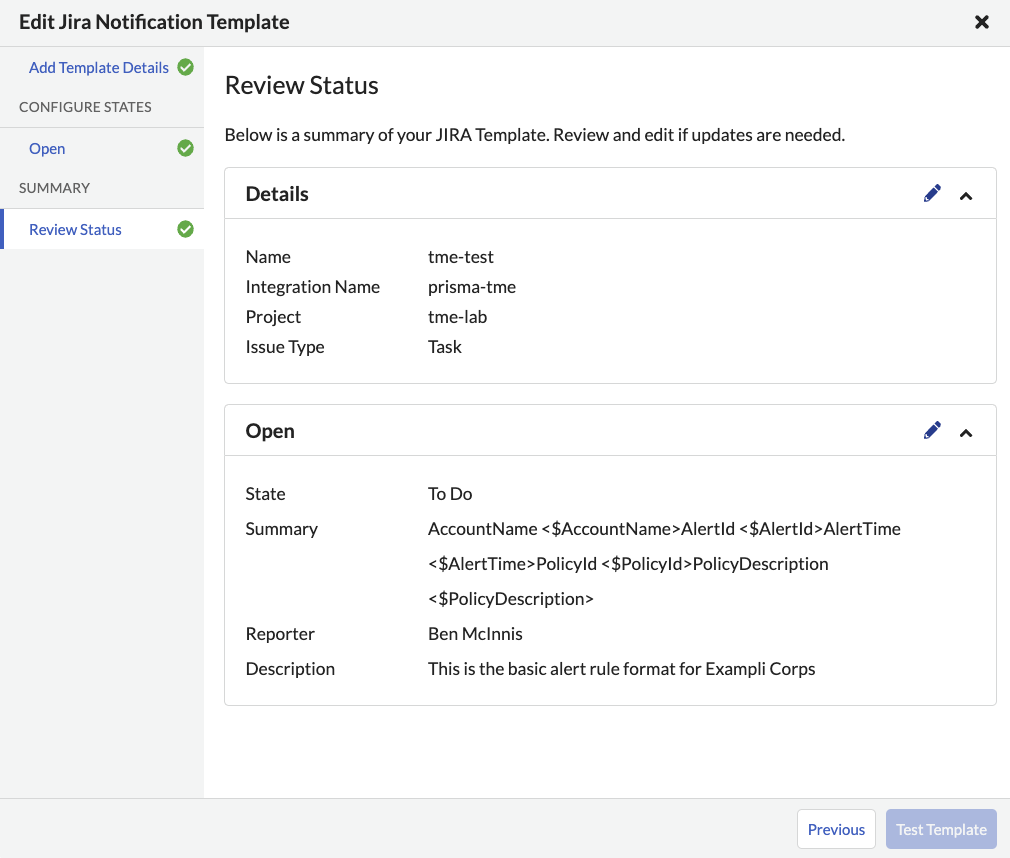 Edit Jira Notification Template
Add Template Details
CONFIGURE STATES
Open
SUMMARY
Review Status
Review Status
Below is a summary of your JIRA Template. Review and edit if updates are needed.
Details
Name tme-test
Integration Name prisma-tme
Project tme-lab
Issue Type Task
Open
State To Do
Summary AccountName <$AccountName>AlertId <$AlertId>AlertTime
<$AlertTime>PolicyId <$PolicyId>PolicyDescription
<$PolicyDescription>
Reporter Ben McInnis
Description This is the basic alert rule format for Exampli Corps
Previous Test Template